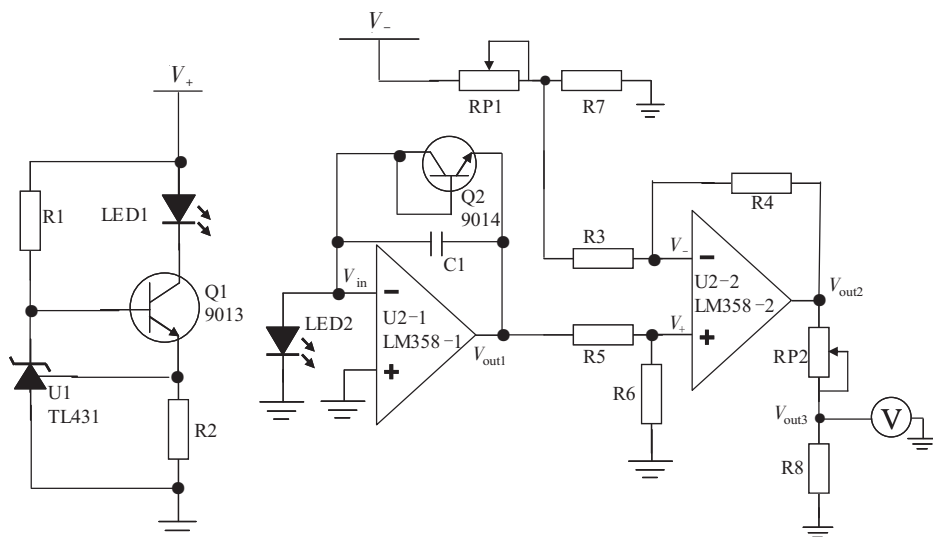 V−
RP1
R7
V+
R1
LED1
Q2
9014
R4
C1
R3
V−
Vin
Q1
9013
U2-1
LM358-1
U2-2
LM358-2
Vout2
LED2
Vout1
R5
V+
RP2
U1
TL431
R6
R2
Vout3
V
R8